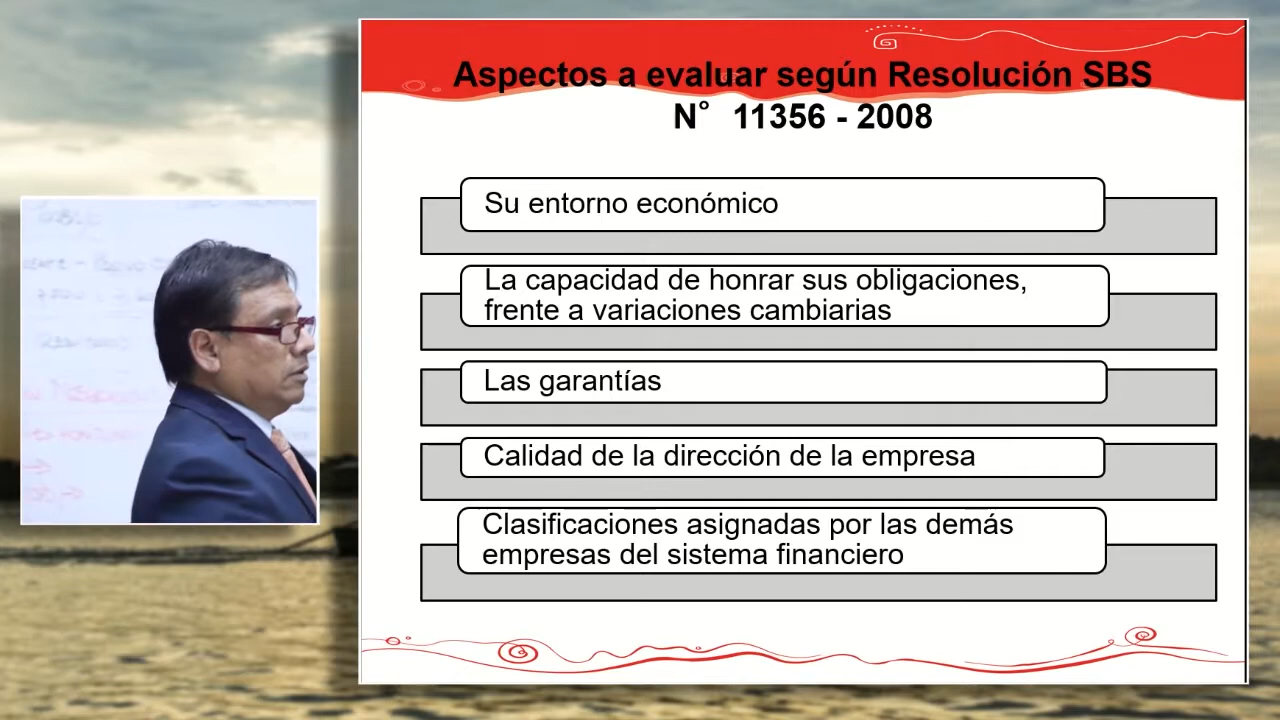 Aspectos a evaluar según Resolución SBS
N° 11356 - 2008
Su entorno económico
La capacidad de honrar sus obligaciones,
frente a variaciones cambiarias
Las garantías
Calidad de la dirección de la empresa
Clasificaciones asignadas por las demás
empresas del sistema financiero